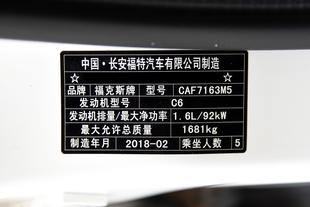 中国·长安福特汽车有限公司制造
品牌 福克斯牌 型号 CAF7163M5
发动机型号 C6
发动机排量/最大净功率 1.6L/92kW
最大允许总质量 1681kg
制造年月 2018-02 乘坐人数 5